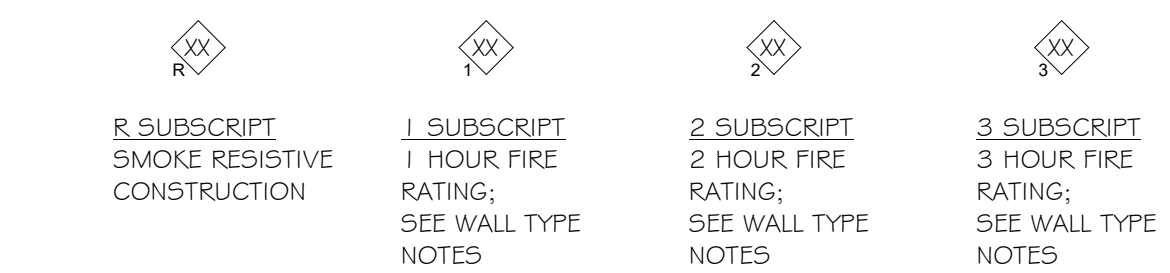 XX
R
R SUBSCRIPT
SMOKE RESISTIVE
CONSTRUCTION
XX
1
1 SUBSCRIPT
1 HOUR FIRE
RATING;
SEE WALL TYPE
NOTES
XX
2
2 SUBSCRIPT
2 HOUR FIRE
RATING;
SEE WALL TYPE
NOTES
XX
3
3 SUBSCRIPT
3 HOUR FIRE
RATING;
SEE WALL TYPE
NOTES